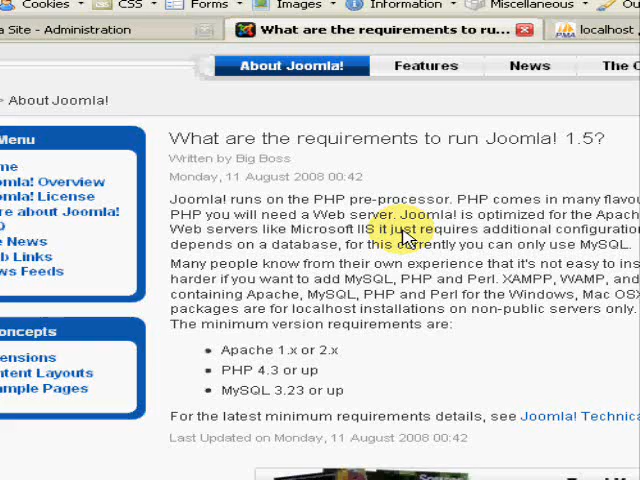 Cookies CSS Forms Images Information Miscellaneous
a Site - Administration What are the requirements to ru... localhost
About Joomla! Features News The
> About Joomla!
Menu
Joomla! Overview
Joomla! License
about Joomla!
News
Links
News Feeds
Concepts
Extensions
Content Layouts
Example Pages
What are the requirements to run Joomla! 1.5?
Written by Big Boss
Monday, 11 August 2008 00:42
Joomla! runs on the PHP pre-processor. PHP comes in many flavou
PHP you will need a Web server. Joomla! is optimized for the Apach
Web servers like Microsoft IIS it just requires additional configuration
depends on a database, for this currently you can only use MySQL.
Many people know from their own experience that it's not easy to ins
harder if you want to add MySQL, PHP and Perl. XAMPP, WAMP, and
containing Apache, MySQL, PHP and Perl for the Windows, Mac OSX
packages are for localhost installations on non-public servers only.
The minimum version requirements are:
• Apache 1.x or 2.x
• PHP 4.3 or up
• MySQL 3.23 or up
For the latest minimum requirements details, see Joomla! Technica
Last Updated on Monday, 11 August 2008 00:42